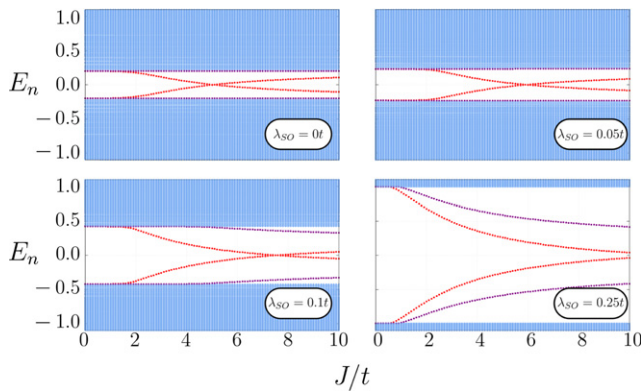 1.0
0.5
E_n 0.0
−0.5
−1.0
λ_SO = 0t
λ_SO = 0.05t
1.0
0.5
E_n 0.0
−0.5
−1.0
λ_SO = 0.1t
λ_SO = 0.25t
0 2 4 6 8 10 0 2 4 6 8 10
J/t